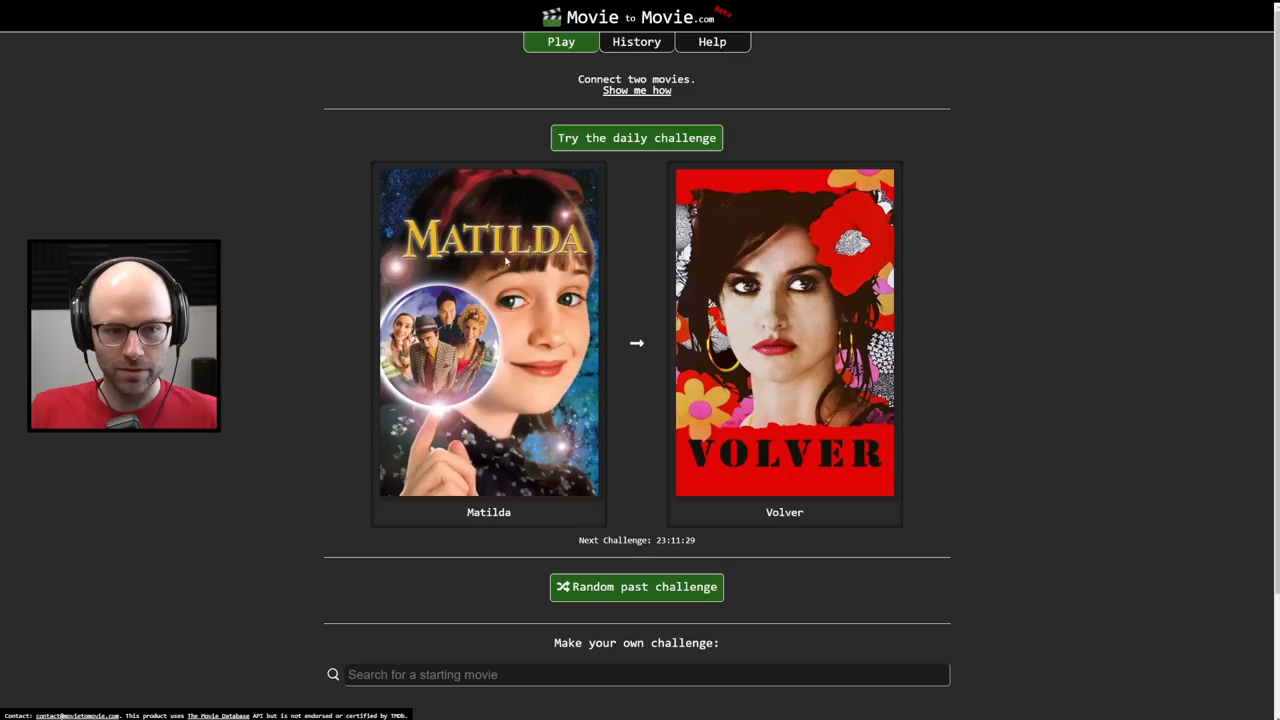 Movie to Movie.com Beta
Play
History
Help
Connect two movies.
Show me how
Try the daily challenge
MATILDA
VOLVER
Matilda
Volver
Next Challenge: 23:11:29
Random past challenge
Make your own challenge:
Search for a starting movie
Contact: contact@movietomovie.com. This product uses The Movie Database API but is not endorsed or certified by TMDb.